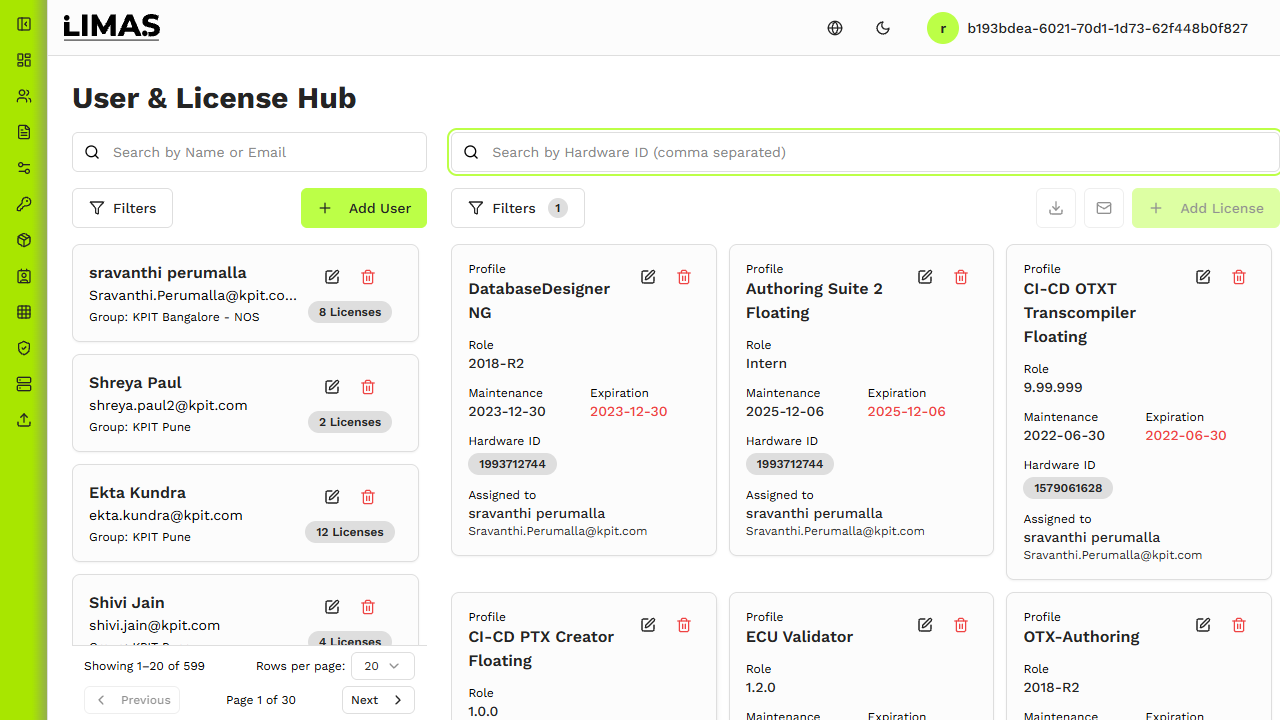 LIMAS
r
b193bdea-6021-70d1-1d73-62f448b0f827
User & License Hub
Search by Name or Email
Search by Hardware ID (comma separated)
Filters
Add User
Filters 1
Add License
sravanthi perumalla
Sravanthi.Perumalla@kpit.co...
Group: KPIT Bangalore - NOS
8 Licenses
Shreya Paul
shreya.paul2@kpit.com
Group: KPIT Pune
2 Licenses
Ekta Kundra
ekta.kundra@kpit.com
Group: KPIT Pune
12 Licenses
Shivi Jain
shivi.jain@kpit.com
4 Licenses
Showing 1–20 of 599
Rows per page: 20
Previous
Page 1 of 30
Next
Profile
DatabaseDesigner
NG
Role
2018-R2
Maintenance Expiration
2023-12-30 2023-12-30
Hardware ID
1993712744
Assigned to
sravanthi perumalla
Sravanthi.Perumalla@kpit.com
Profile
Authoring Suite 2
Floating
Role
Intern
Maintenance Expiration
2025-12-06 2025-12-06
Hardware ID
1993712744
Assigned to
sravanthi perumalla
Sravanthi.Perumalla@kpit.com
Profile
CI-CD OTXT
Transcompiler
Floating
Role
9.99.999
Maintenance Expiration
2022-06-30 2022-06-30
Hardware ID
1579061628
Assigned to
sravanthi perumalla
Sravanthi.Perumalla@kpit.com
Profile
CI-CD PTX Creator
Floating
Role
1.0.0
Profile
ECU Validator
Role
1.2.0
Maintenance Expiration
Profile
OTX-Authoring
Role
2018-R2
Maintenance Expiration